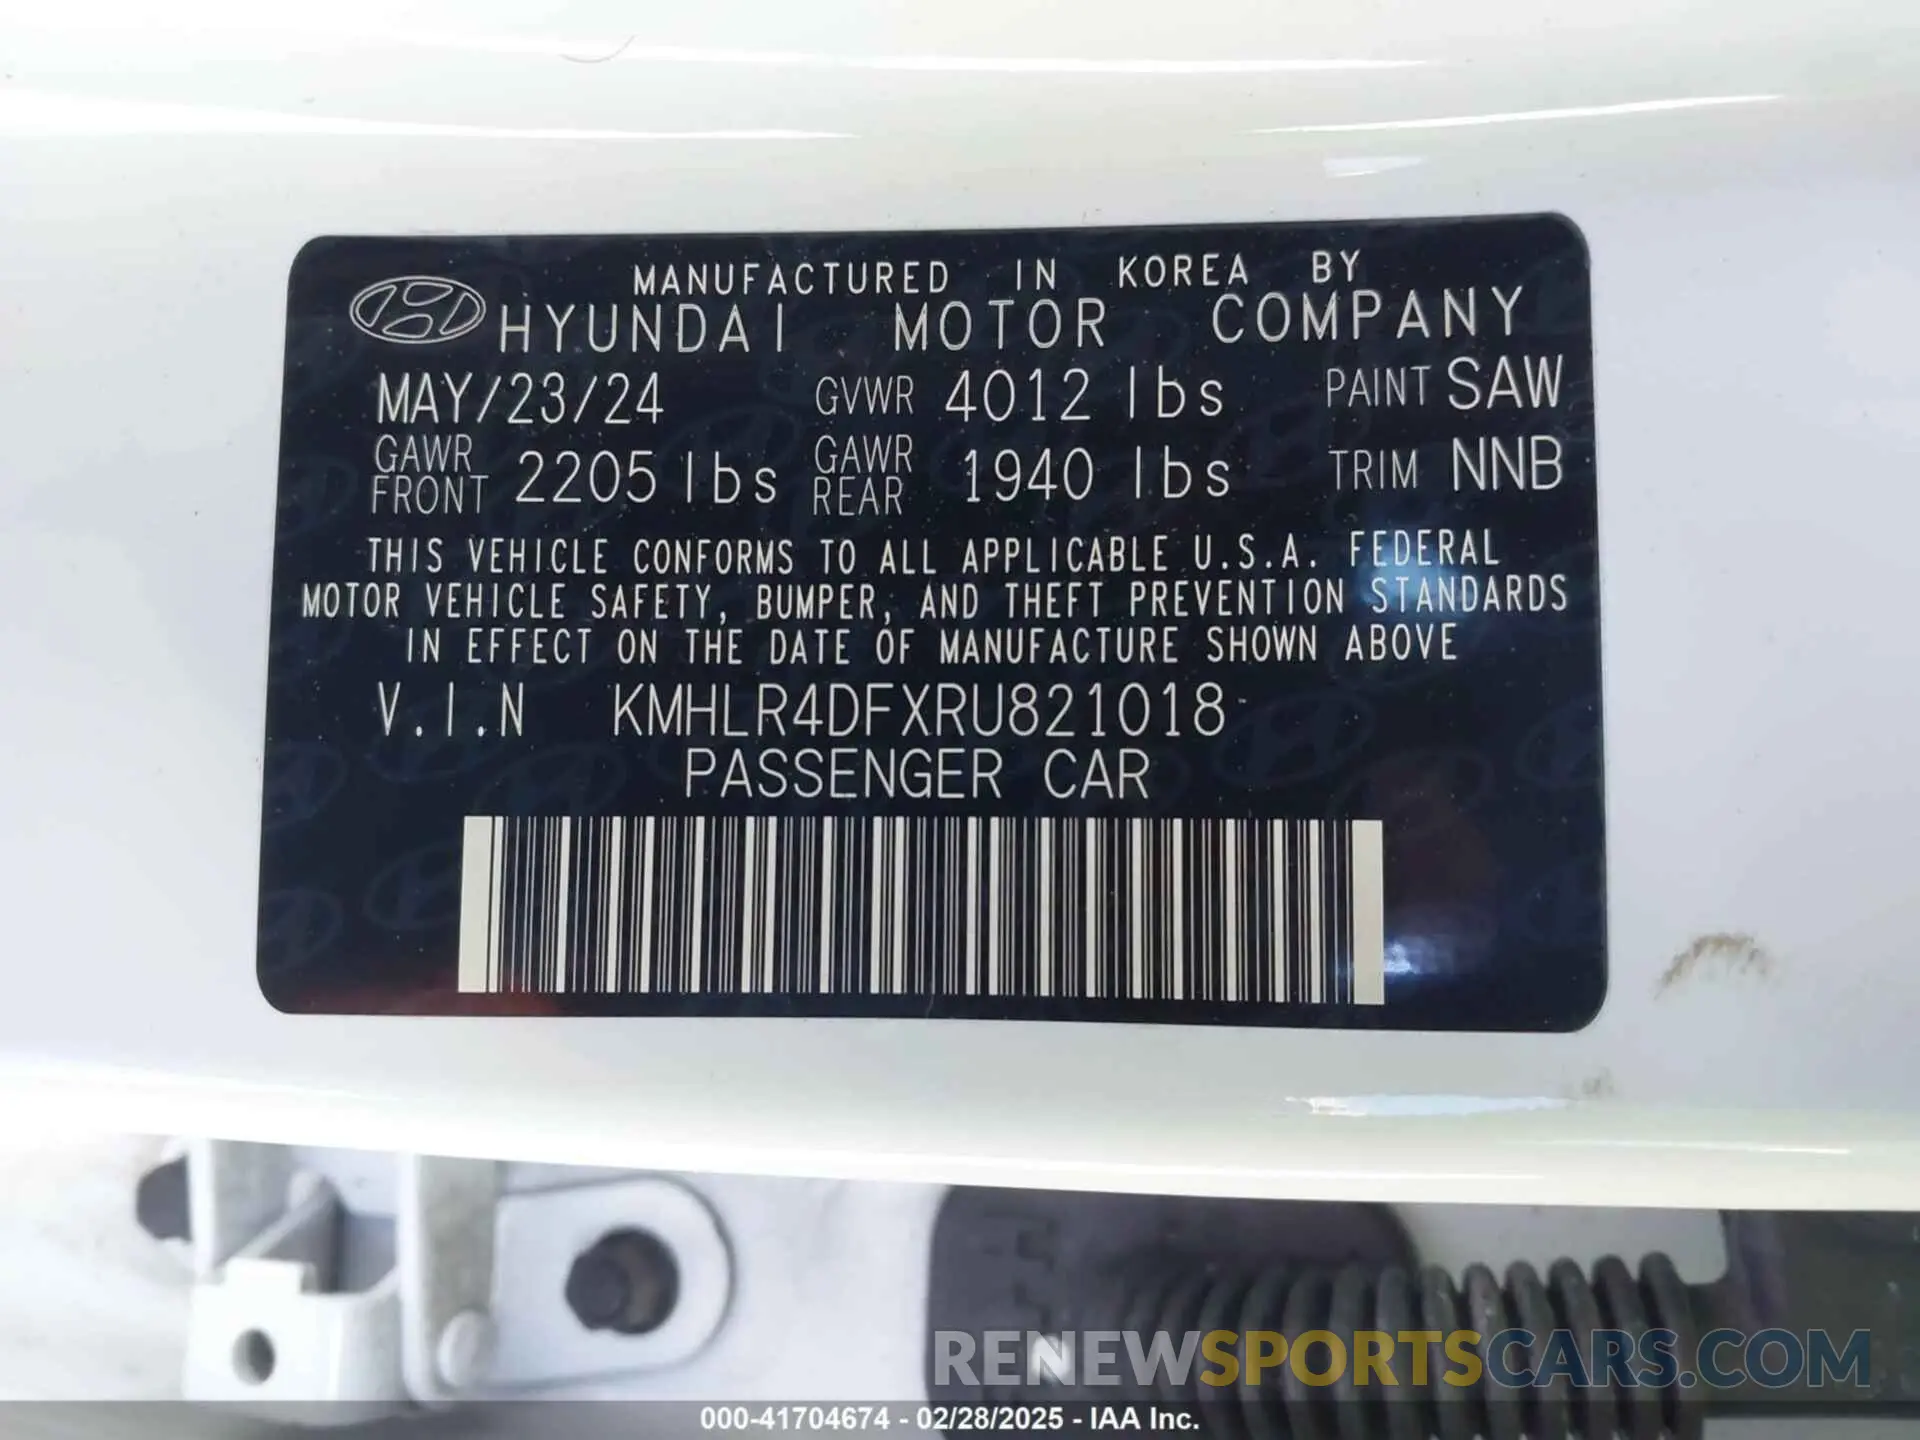 MANUFACTURED IN KOREA BY
HYUNDAI MOTOR COMPANY
MAY/23/24 GVWR 4012 lbs PAINT SAW
GAWR FRONT 2205 lbs GAWR REAR 1940 lbs TRIM NNB
THIS VEHICLE CONFORMS TO ALL APPLICABLE U.S.A. FEDERAL
MOTOR VEHICLE SAFETY, BUMPER, AND THEFT PREVENTION STANDARDS
IN EFFECT ON THE DATE OF MANUFACTURE SHOWN ABOVE
V.I.N KMHLR4DFXRU821018
PASSENGER CAR
RENEWSPORTSCARS.COM
000-41704674 - 02/28/2025 - IAA Inc.